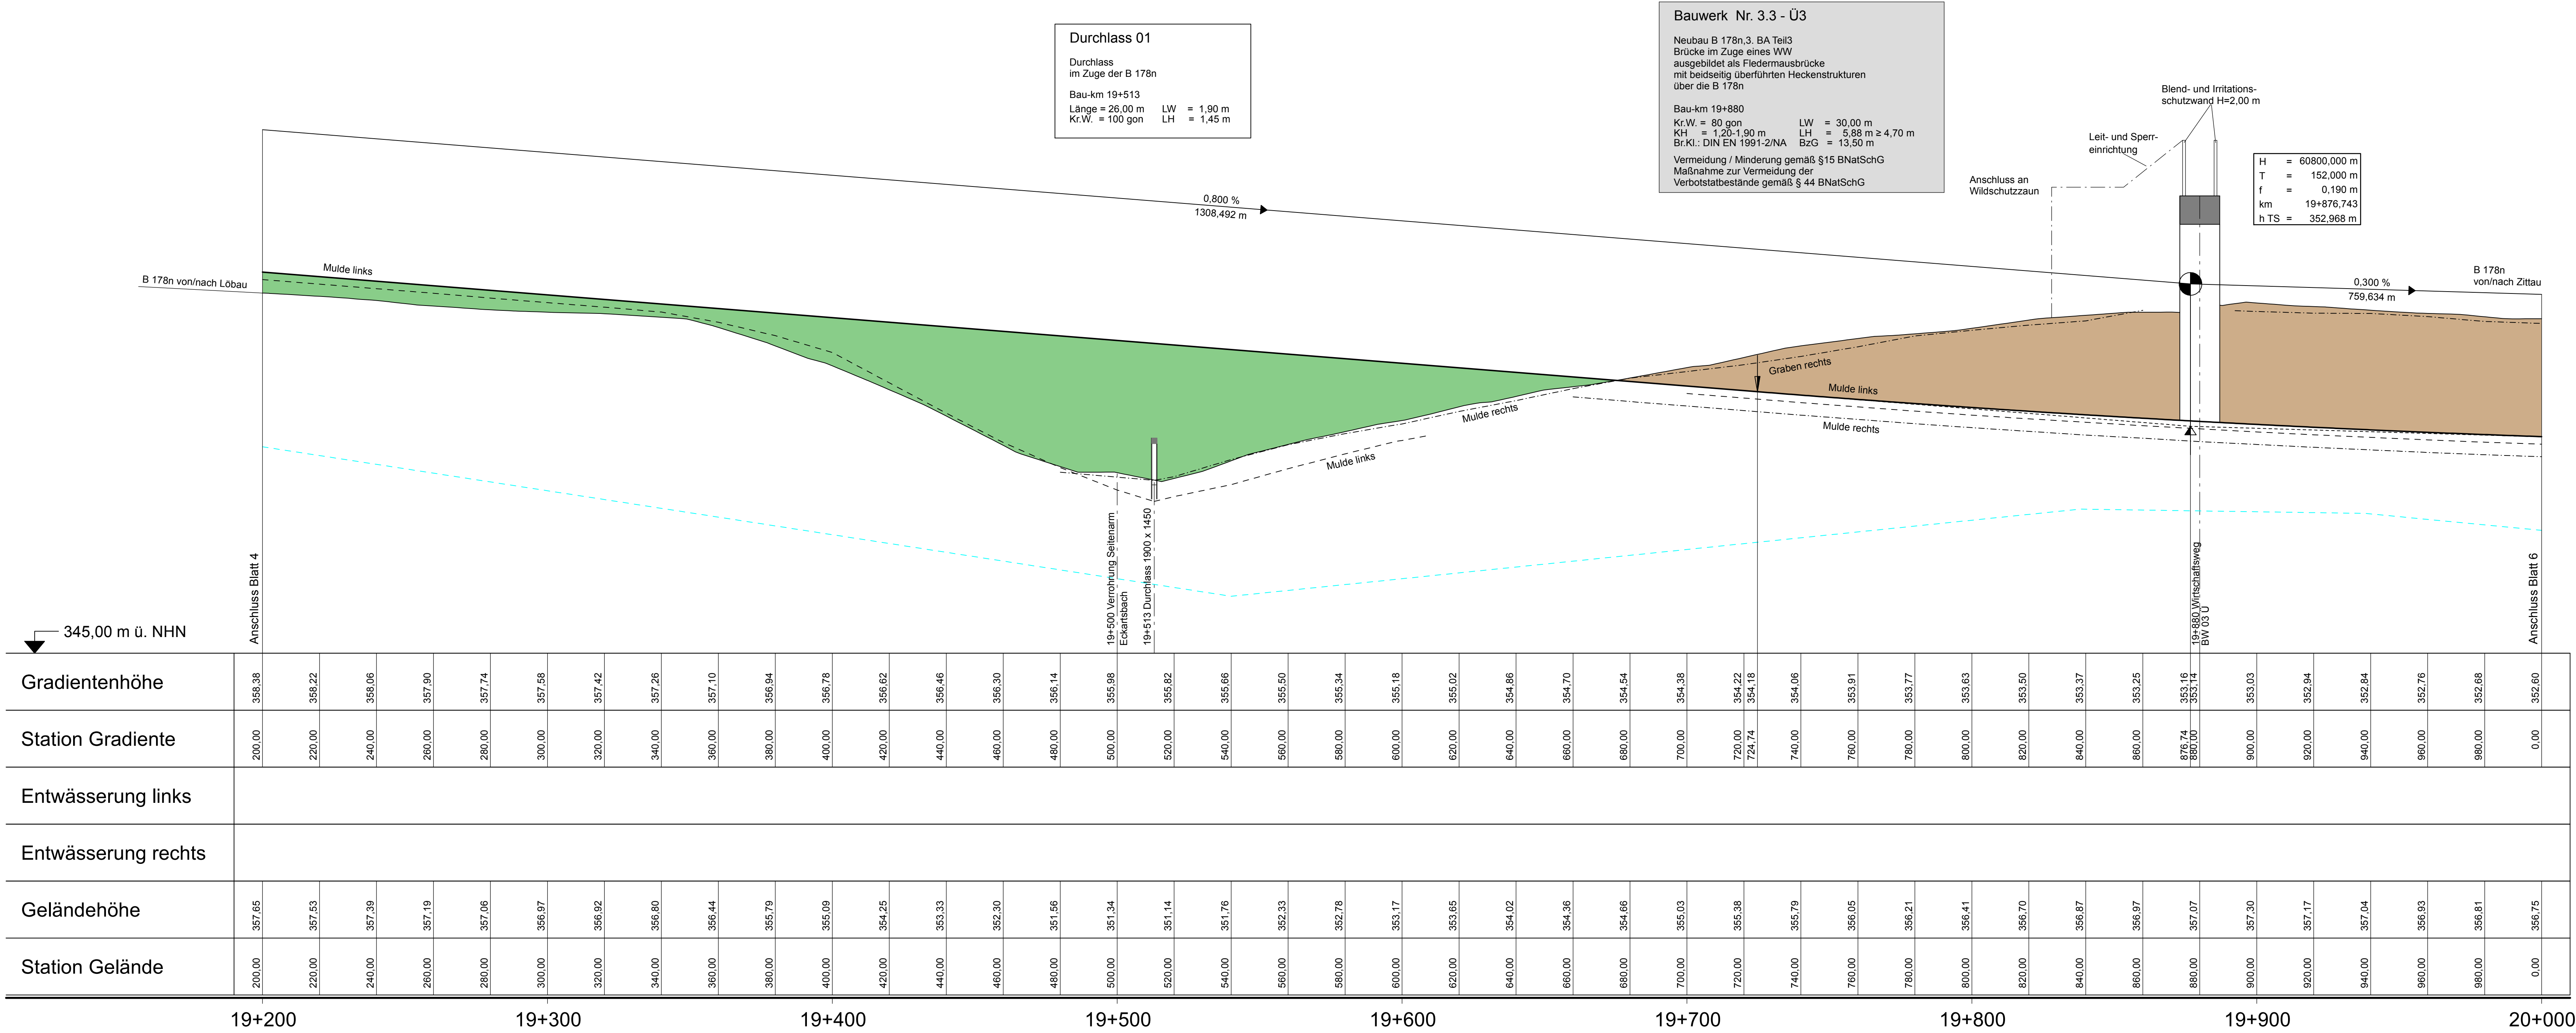 Durchlass 01
Durchlass
im Zuge der B 178n
Bau-km 19+513
Länge = 26,00 m LW = 1,90 m
Kr.W. = 100 gon LH = 1,45 m
Bauwerk Nr. 3.3 - Ü3
Neubau B 178n,3. BA Teil3
Brücke im Zuge eines WW
ausgebildet als Fledermausbrücke
mit beidseitig überführten Heckenstrukturen
über die B 178n
Bau-km 19+880
Kr.W. = 80 gon LW = 30,00 m
KH = 1,20-1,90 m LH = 5,88 m ≥ 4,70 m
Br.Kl.: DIN EN 1991-2/NA BzG = 13,50 m
Vermeidung / Minderung gemäß §15 BNatSchG
Maßnahme zur Vermeidung der
Verbotstatbestände gemäß § 44 BNatSchG
Blend- und Irritations-
schutzwand H=2,00 m
Leit- und Sperr-
einrichtung
Anschluss an
Wildschutzzaun
H = 60800,000 m
T = 152,000 m
f = 0,190 m
km 19+876,743
h TS = 352,968 m
0,800 %
1308,492 m
0,300 %
759,634 m
B 178n
von/nach Zittau
B 178n von/nach Löbau
Mulde links
Graben rechts
Mulde links
Mulde rechts
Mulde rechts
Mulde links
Anschluss Blatt 4
19+500 Verrohrung Seitenarm
Eckartsbach
19+513 Durchlass 1900 x 1450
19+880 Wirtschaftsweg
BW 03 Ü
Anschluss Blatt 6
345,00 m ü. NHN
Gradientenhöhe 358,38 358,22 358,06 357,90 357,74 357,58 357,42 357,26 357,10 356,94 356,78 356,62 356,46 356,30 356,14 355,98 355,82 355,66 355,50 355,34 355,18 355,02 354,86 354,70 354,54 354,38 354,22 354,18 354,06 353,91 353,77 353,63 353,50 353,37 353,25 353,16 353,14 353,03 352,94 352,84 352,76 352,68 352,60
Station Gradiente 200,00 220,00 240,00 260,00 280,00 300,00 320,00 340,00 360,00 380,00 400,00 420,00 440,00 460,00 480,00 500,00 520,00 540,00 560,00 580,00 600,00 620,00 640,00 660,00 680,00 700,00 720,00 724,74 740,00 760,00 780,00 800,00 820,00 840,00 860,00 876,74 880,00 900,00 920,00 940,00 960,00 980,00 0,00
Entwässerung links
Entwässerung rechts
Geländehöhe 357,65 357,53 357,39 357,19 357,06 356,97 356,92 356,80 356,44 355,79 355,09 354,25 353,33 352,30 351,56 351,34 351,14 351,76 352,33 352,78 353,17 353,65 354,02 354,36 354,66 355,03 355,38 355,79 356,05 356,21 356,41 356,70 356,87 356,97 357,07 357,30 357,17 357,04 356,93 356,81 356,75
Station Gelände 200,00 220,00 240,00 260,00 280,00 300,00 320,00 340,00 360,00 380,00 400,00 420,00 440,00 460,00 480,00 500,00 520,00 540,00 560,00 580,00 600,00 620,00 640,00 660,00 680,00 700,00 720,00 740,00 760,00 780,00 800,00 820,00 840,00 860,00 880,00 900,00 920,00 940,00 960,00 980,00 0,00
19+200 19+300 19+400 19+500 19+600 19+700 19+800 19+900 20+000